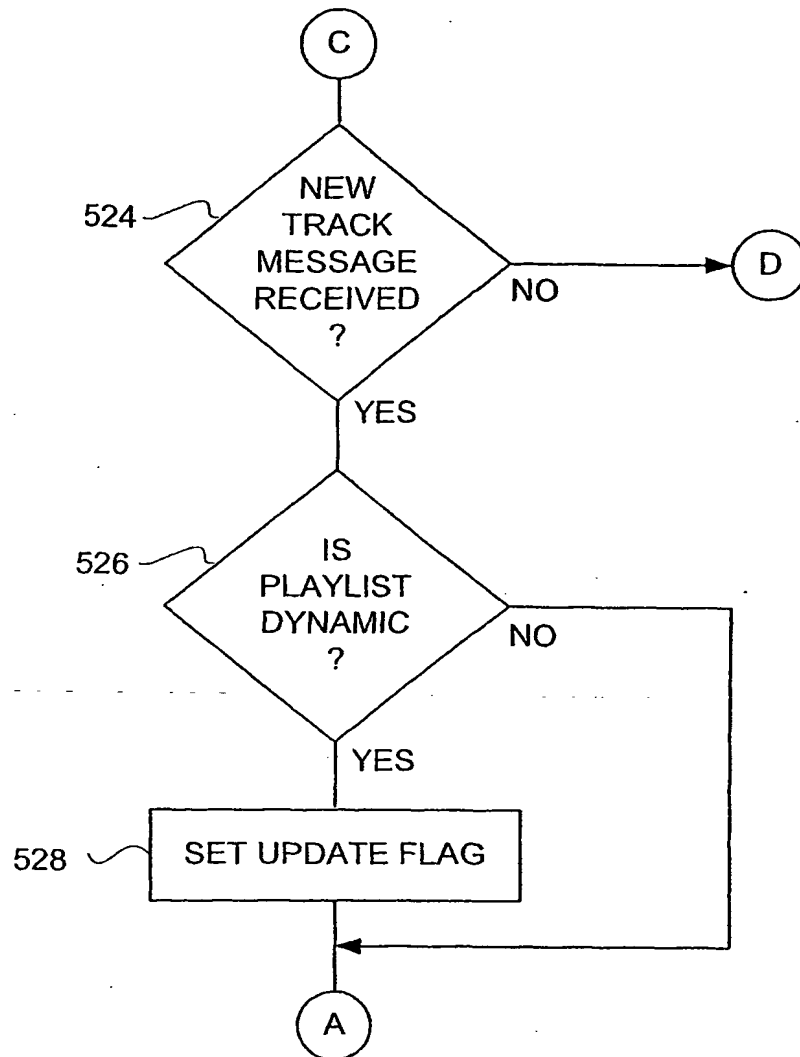 C
524
NEW
TRACK
MESSAGE
RECEIVED
?
NO
D
YES
526
IS
PLAYLIST
DYNAMIC
?
NO
YES
528
SET UPDATE FLAG
A